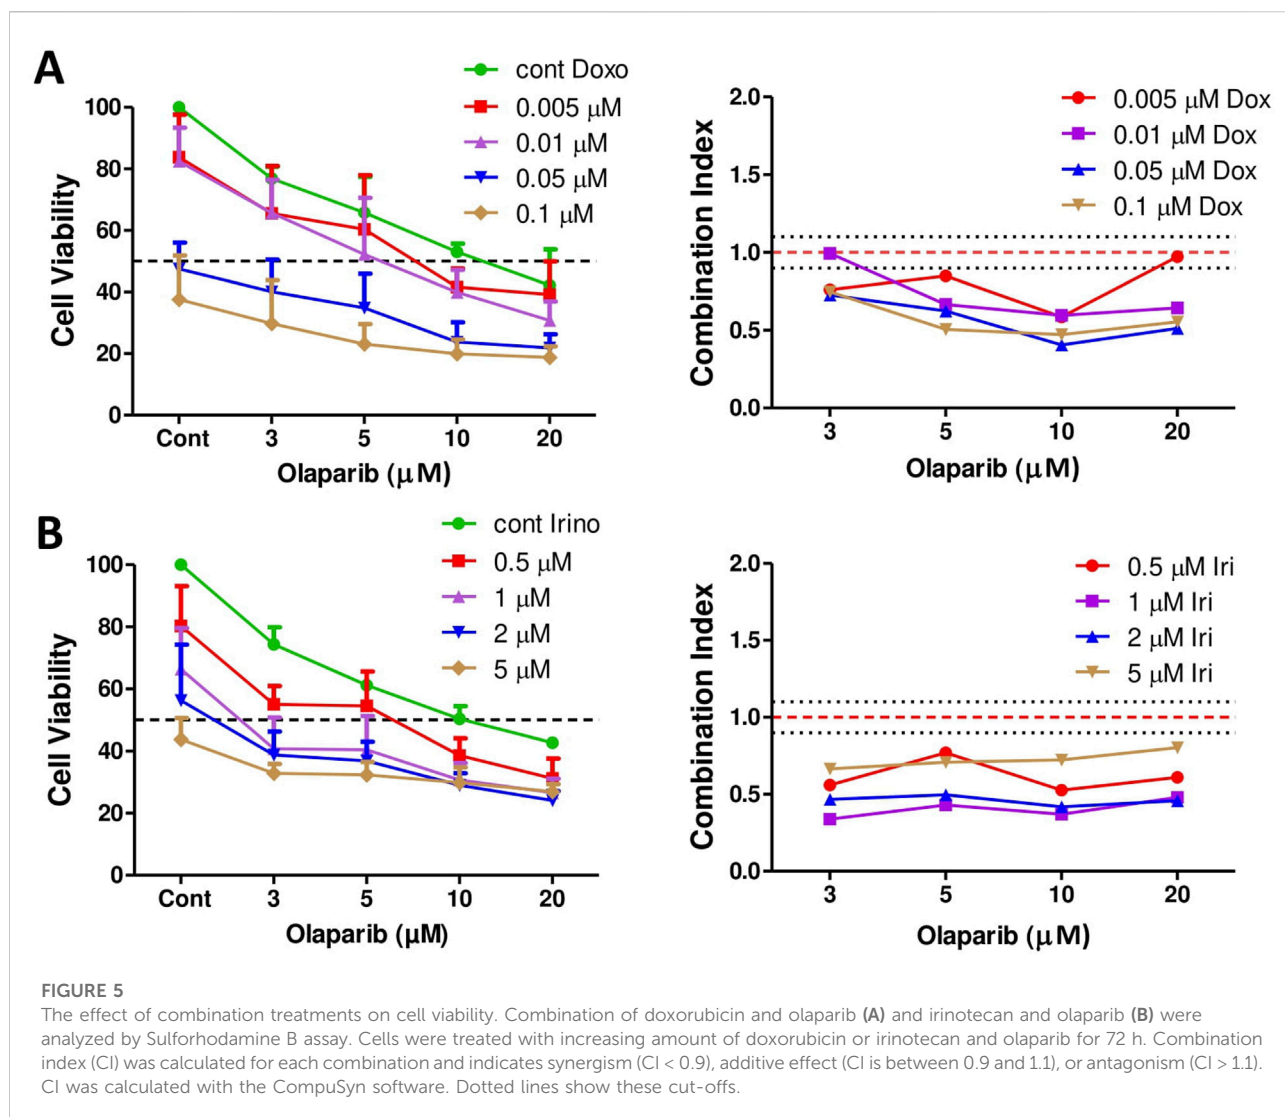 A
cont Doxo
0.005 μM
0.01 μM
0.05 μM
0.1 μM
Cell Viability
100
80
60
40
20
0
Cont 3 5 10 20
Olaparib (μM)
0.005 μM Dox
0.01 μM Dox
0.05 μM Dox
0.1 μM Dox
Combination Index
2.0
1.5
1.0
0.5
0.0
3 5 10 20
Olaparib (μM)
B
cont Irino
0.5 μM
1 μM
2 μM
5 μM
Cell Viability
100
80
60
40
20
0
Cont 3 5 10 20
Olaparib (μM)
0.5 μM Iri
1 μM Iri
2 μM Iri
5 μM Iri
Combination Index
2.0
1.5
1.0
0.5
0.0
3 5 10 20
Olaparib (μM)
FIGURE 5
The effect of combination treatments on cell viability. Combination of doxorubicin and olaparib (A) and irinotecan and olaparib (B) were
analyzed by Sulforhodamine B assay. Cells were treated with increasing amount of doxorubicin or irinotecan and olaparib for 72 h. Combination
index (CI) was calculated for each combination and indicates synergism (CI < 0.9), additive effect (CI is between 0.9 and 1.1), or antagonism (CI > 1.1).
CI was calculated with the CompuSyn software. Dotted lines show these cut-offs.